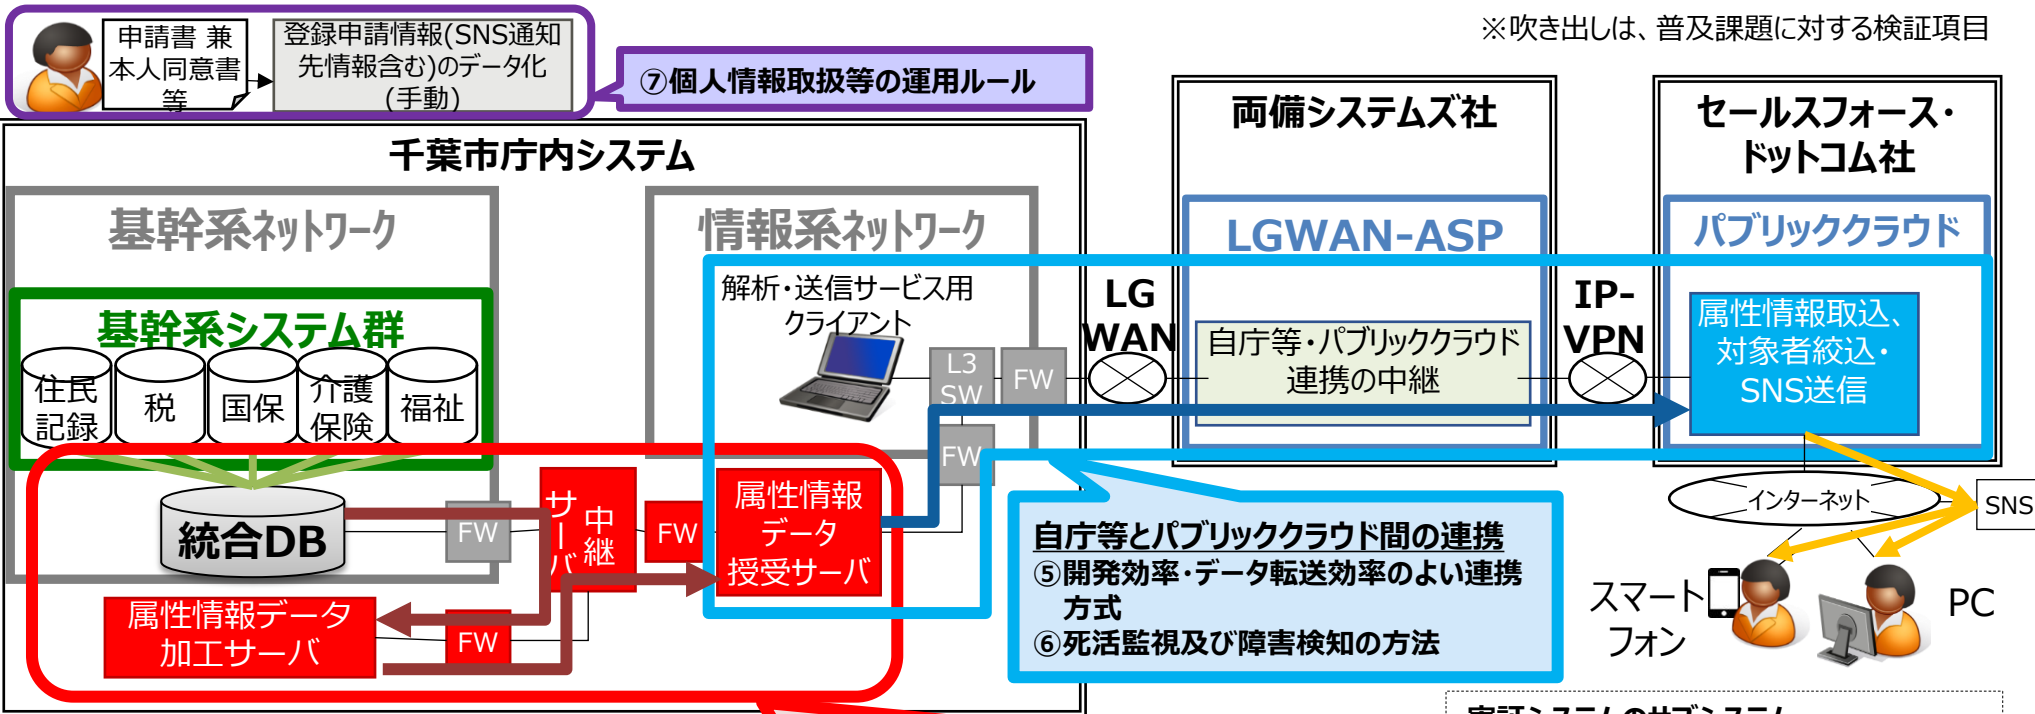 ※吹き出しは、普及課題に対する検証項目
申請書 兼
本人同意書
等
登録申請情報(SNS通知
先情報含む)のデータ化
(手動)
⑦個人情報取扱等の運用ルール
千葉市庁内システム
両備システムズ社
セールスフォース・
ドットコム社
基幹系ネットワーク
情報系ネットワーク
LGWAN-ASP
パブリッククラウド
解析・送信サービス用
クライアント
LG
WAN
IP-
VPN
基幹系システム群
住民
記録
税
国保
介護
保険
福祉
L3
SW
FW
FW
自庁等・パブリッククラウド
連携の中継
属性情報取込、
対象者絞込・
SNS送信
統合DB
FW
中継
サーバ
FW
属性情報
データ
授受サーバ
属性情報データ
加工サーバ
FW
自庁等とパブリッククラウド間の連携
⑤開発効率・データ転送効率のよい連携
方式
⑥死活監視及び障害検知の方法
インターネット
SNS
スマート
フォン
PC
実証システムのサブシステム